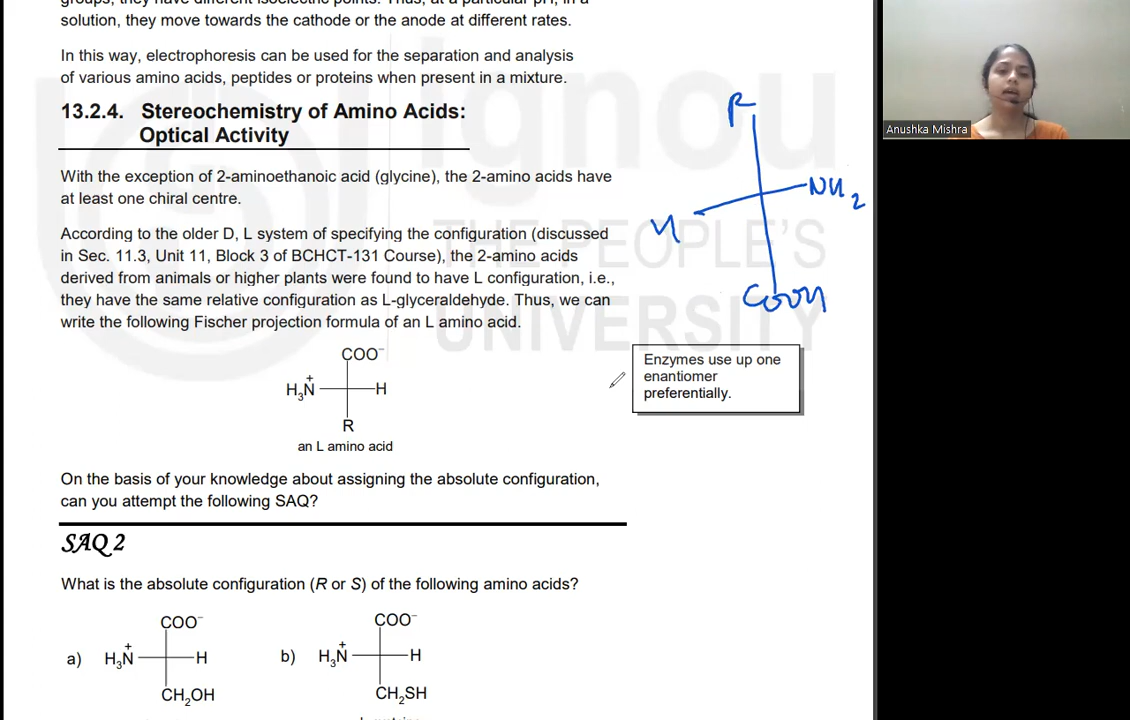 groups, they have different isoelectric points. Thus, at a particular pH, in a
solution, they move towards the cathode or the anode at different rates.
In this way, electrophoresis can be used for the separation and analysis
of various amino acids, peptides or proteins when present in a mixture.
13.2.4. Stereochemistry of Amino Acids:
Optical Activity
With the exception of 2-aminoethanoic acid (glycine), the 2-amino acids have
at least one chiral centre.
According to the older D, L system of specifying the configuration (discussed
in Sec. 11.3, Unit 11, Block 3 of BCHCT-131 Course), the 2-amino acids
derived from animals or higher plants were found to have L configuration, i.e.,
they have the same relative configuration as L-glyceraldehyde. Thus, we can
write the following Fischer projection formula of an L amino acid.
COO⁻
H₃N⁺ H
R
an L amino acid
On the basis of your knowledge about assigning the absolute configuration,
can you attempt the following SAQ?
SAQ 2
What is the absolute configuration (R or S) of the following amino acids?
a) COO⁻
H₃N⁺ H
CH₂OH
b) COO⁻
H₃N⁺ H
CH₂SH
R
NH₂
H
COOH
Enzymes use up one
enantiomer
preferentially.
ignou
THE PEOPLE'S
UNIVERSITY
Anushka Mishra